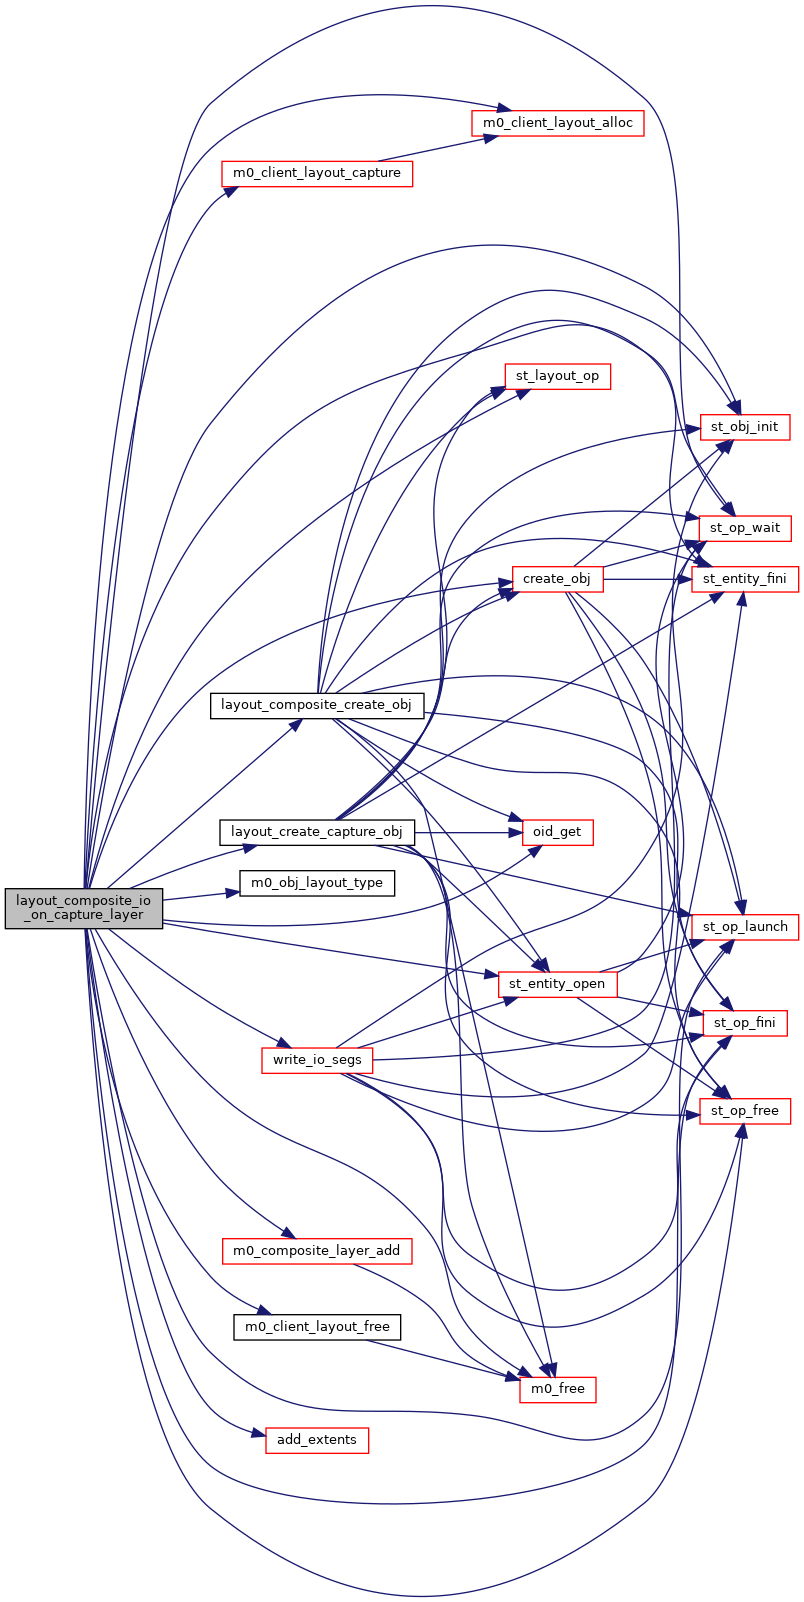 m0_client_layout_alloc
m0_client_layout_capture
st_layout_op
st_obj_init
st_op_wait
create_obj
st_entity_fini
layout_composite_create_obj
layout_create_capture_obj
oid_get
m0_obj_layout_type
layout_composite_io
_on_capture_layer
st_op_launch
st_entity_open
st_op_fini
write_io_segs
st_op_free
m0_composite_layer_add
m0_client_layout_free
m0_free
add_extents